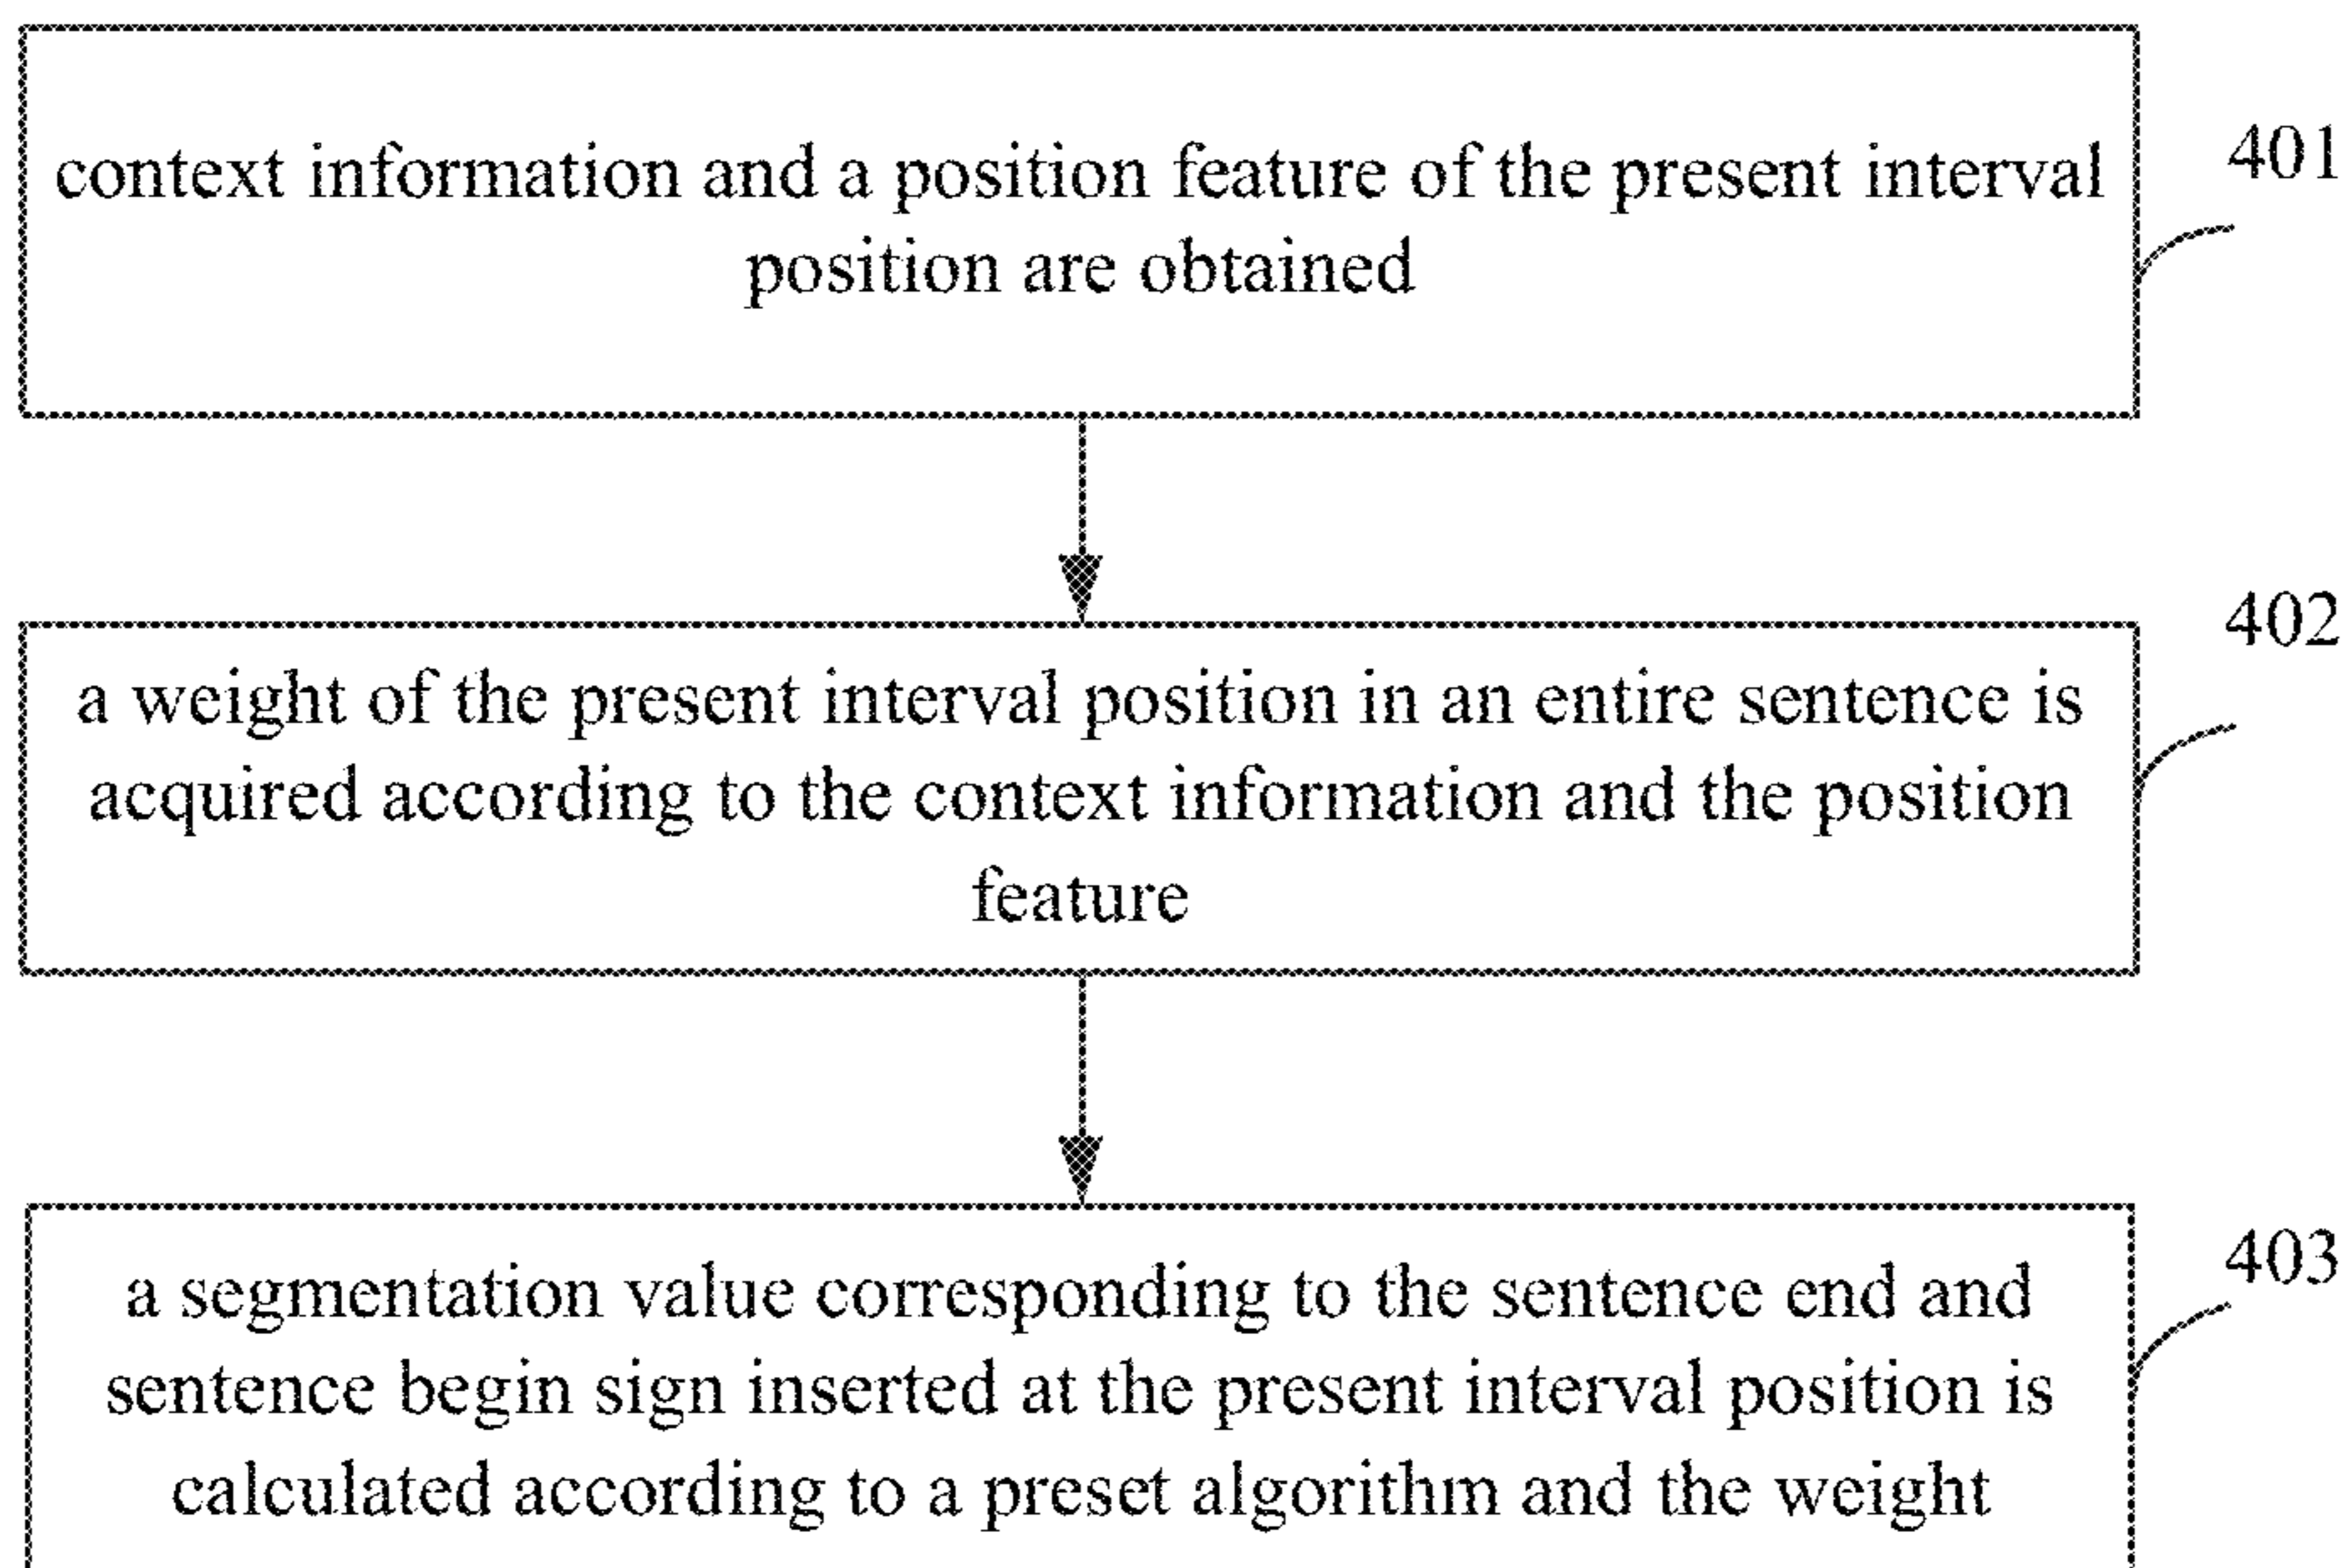 context information and a position feature of the present interval
position are obtained
401
a weight of the present interval position in an entire sentence is
acquired according to the context information and the position
feature
402
a segmentation value corresponding to the sentence end and
sentence begin sign inserted at the present interval position is
calculated according to a preset algorithm and the weight
403